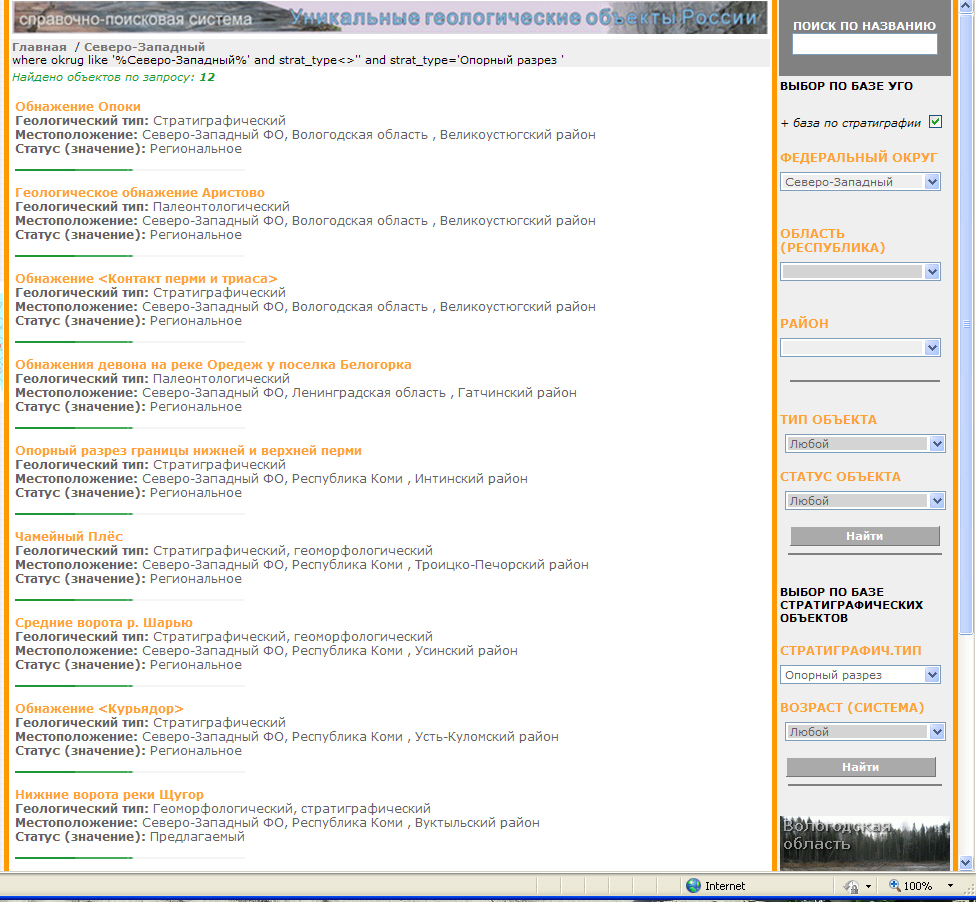 справочно-поисковая система Уникальные геологические объекты России
Главная / Северо-Западный
where okrug like '%Северо-Западный%' and strat_type<>'' and strat_type='Опорный разрез '
Найдено объектов по запросу: 12
Обнажение Опоки
Геологический тип: Стратиграфический
Местоположение: Северо-Западный ФО, Вологодская область , Великоустюгский район
Статус (значение): Региональное
Геологическое обнажение Аристово
Геологический тип: Палеонтологический
Местоположение: Северо-Западный ФО, Вологодская область , Великоустюгский район
Статус (значение): Региональное
Обнажение <Контакт перми и триаса>
Геологический тип: Стратиграфический
Местоположение: Северо-Западный ФО, Вологодская область , Великоустюгский район
Статус (значение): Региональное
Обнажения девона на реке Оредеж у поселка Белогорка
Геологический тип: Палеонтологический
Местоположение: Северо-Западный ФО, Ленинградская область , Гатчинский район
Статус (значение): Региональное
Опорный разрез границы нижней и верхней перми
Геологический тип: Стратиграфический
Местоположение: Северо-Западный ФО, Республика Коми , Интинский район
Статус (значение): Региональное
Чамейный Плёс
Геологический тип: Стратиграфический, геоморфологический
Местоположение: Северо-Западный ФО, Республика Коми , Троицко-Печорский район
Статус (значение): Региональное
Средние ворота р. Шарью
Геологический тип: Стратиграфический, геоморфологический
Местоположение: Северо-Западный ФО, Республика Коми , Усинский район
Статус (значение): Региональное
Обнажение <Курьядор>
Геологический тип: Стратиграфический
Местоположение: Северо-Западный ФО, Республика Коми , Усть-Куломский район
Статус (значение): Региональное
Нижние ворота реки Щугор
Геологический тип: Геоморфологический, стратиграфический
Местоположение: Северо-Западный ФО, Республика Коми , Вуктыльский район
Статус (значение): Предлагаемый
ПОИСК ПО НАЗВАНИЮ
ВЫБОР ПО БАЗЕ УГО
+ база по стратиграфии
ФЕДЕРАЛЬНЫЙ ОКРУГ
Северо-Западный
ОБЛАСТЬ
(РЕСПУБЛИКА)
РАЙОН
ТИП ОБЪЕКТА
Любой
СТАТУС ОБЪЕКТА
Любой
Найти
ВЫБОР ПО БАЗЕ
СТРАТИГРАФИЧЕСКИХ
ОБЪЕКТОВ
СТРАТИГРАФИЧ.ТИП
Опорный разрез
ВОЗРАСТ (СИСТЕМА)
Любой
Найти
Вологодская
область
Internet
100%